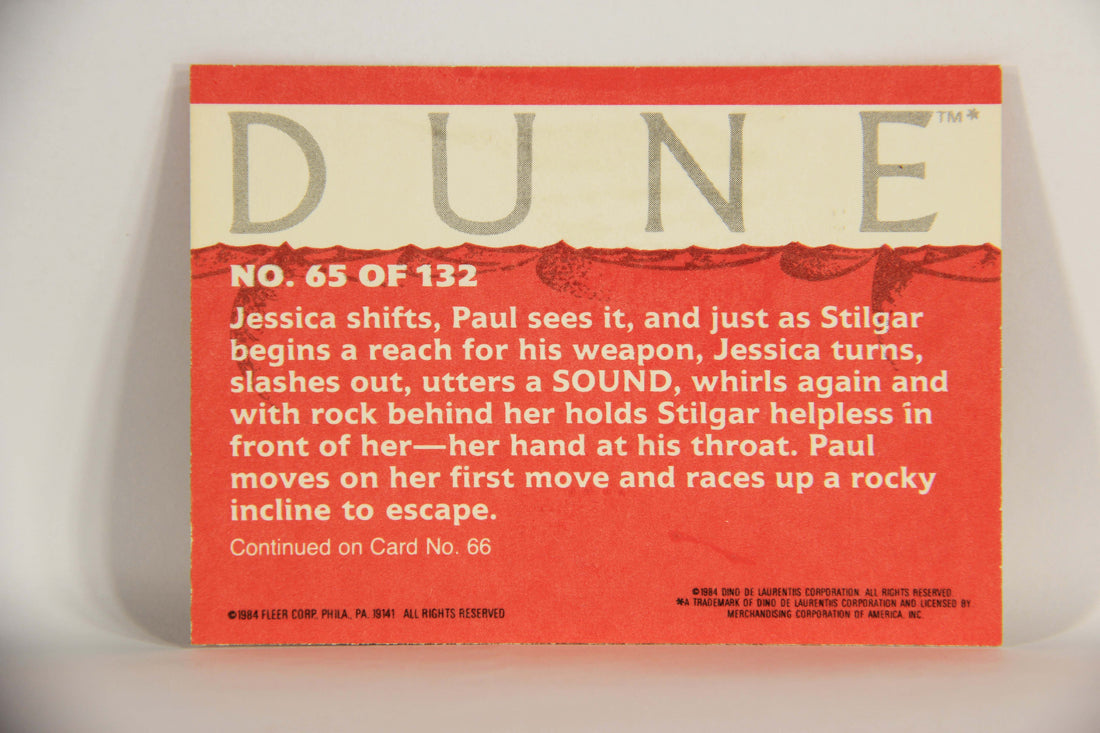 DUNE™*
NO. 65 OF 132
Jessica shifts, Paul sees it, and just as Stilgar
begins a reach for his weapon, Jessica turns,
slashes out, utters a SOUND, whirls again and
with rock behind her holds Stilgar helpless in
front of her—her hand at his throat. Paul
moves on her first move and races up a rocky
incline to escape.
Continued on Card No. 66
©1984 FLEER CORP. PHILA., PA. 19141 ALL RIGHTS RESERVED
©1984 DINO DE LAURENTIIS CORPORATION. ALL RIGHTS RESERVED
*A TRADEMARK OF DINO DE LAURENTIIS CORPORATION AND LICENSED BY
MERCHANDISING CORPORATION OF AMERICA, INC.